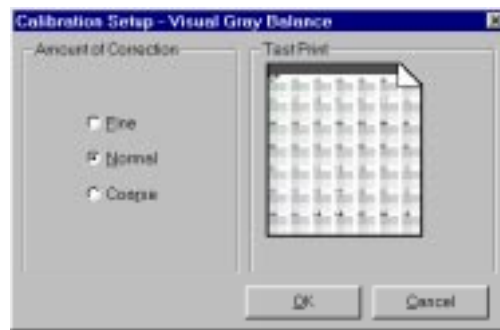 Calibration Setup - Visual Gray Balance
Amount of Correction
Fine
Normal
Coarse
Test Print
OK
Cancel